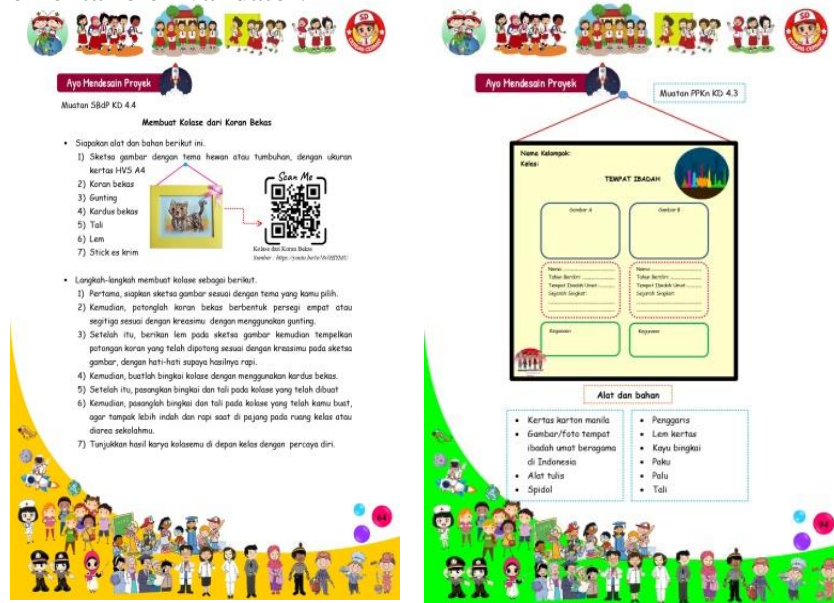 Ayo Mendesain Proyek
Muatan SBdP KD 4.4
Membuat Kolase dari Koran Bekas
• Siapakan alat dan bahan berikut ini.
1) Sketsa gambar dengan tema hewan atau tumbuhan, dengan ukuran
kertas HVS A4
2) Koran bekas
3) Gunting
4) Kardus bekas
5) Tali
6) Lem
7) Stick es krim
Scan Me
Kolase dari Koran Bekas
• Langkah-langkah membuat kolase sebagai berikut.
1) Pertama, siapkan sketsa gambar sesuai dengan tema yang kamu pilih.
2) Kemudian, potonglah koran bekas berbentuk persegi empat atau
segitiga sesuai dengan kreasimu dengan menggunakan gunting.
3) Setelah itu, berikan lem pada sketsa gambar kemudian tempelkan
potongan koran yang telah dipotong sesuai dengan kreasimu pada sketsa
gambar, dengan hati-hati supaya hasilnya rapi.
4) Kemudian, buatlah bingkai kolase dengan menggunakan kardus bekas.
5) Setelah itu, pasangkan bingkai dan tali pada kolase yang telah dibuat
6) Kemudian, pasanglah bingkai dan tali pada kolase yang telah kamu buat,
agar tampak lebih indah dan rapi saat di pajang pada ruang kelas atau
diarea sekolahmu.
7) Tunjukkan hasil karya kolasemu di depan kelas dengan percaya diri.
64
SD
Ayo Mendesain Proyek
Muatan PPKn KD 4.3
Nama Kelompok:
Kelas:
TEMPAT IBADAH
Gambar A
Gambar B
Nama:
Tahun Berdiri:
Tempat Ibadah Umat:
Sejarah Singkat:
Nama:
Tahun Berdiri:
Tempat Ibadah Umat:
Sejarah Singkat:
Kegunaan:
Kegunaan:
Alat dan bahan
• Kertas karton manila
• Gambar/foto tempat
ibadah umat beragama
di Indonesia
• Alat tulis
• Spidol
• Penggaris
• Lem kertas
• Kayu bingkai
• Paku
• Palu
• Tali
SD